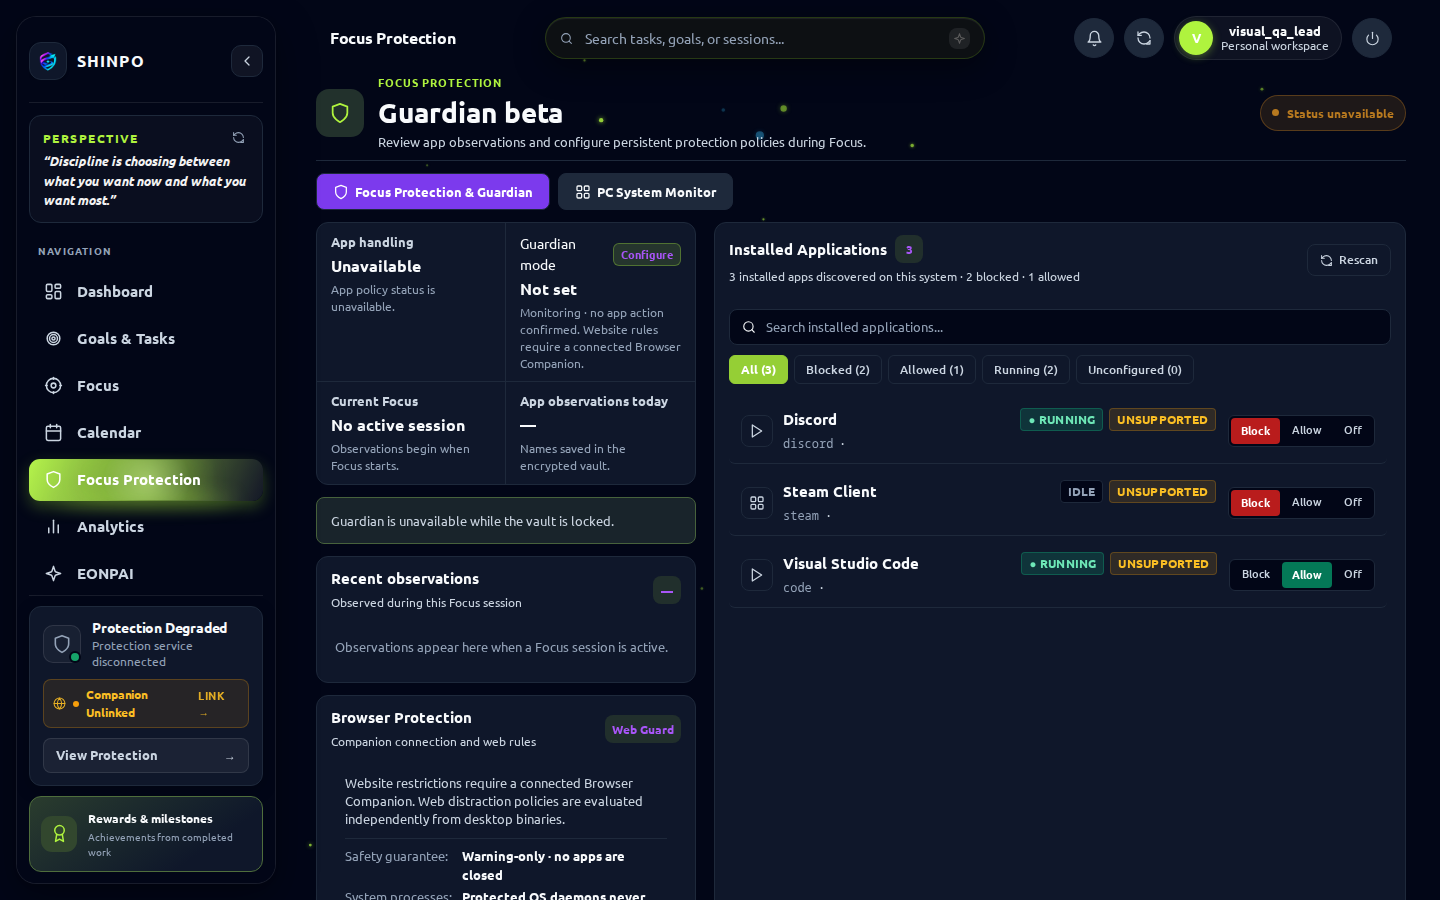 SHINPO
PERSPECTIVE
“Discipline is choosing between
what you want now and what you
want most.”
NAVIGATION
Dashboard
Goals & Tasks
Focus
Calendar
Focus Protection
Analytics
EONPAI
Protection Degraded
Protection service
disconnected
Companion
Unlinked
LINK
→
View Protection →
Rewards & milestones
Achievements from completed
work
Focus Protection
Search tasks, goals, or sessions...
V
visual_qa_lead
Personal workspace
FOCUS PROTECTION
Guardian beta
Review app observations and configure persistent protection policies during Focus.
Status unavailable
Focus Protection & Guardian
PC System Monitor
App handling
Unavailable
App policy status is
unavailable.
Guardian
mode
Configure
Not set
Monitoring · no app action
confirmed. Website rules
require a connected Browser
Companion.
Current Focus
No active session
Observations begin when
Focus starts.
App observations today
—
Names saved in the
encrypted vault.
Guardian is unavailable while the vault is locked.
Recent observations
Observed during this Focus session
—
Observations appear here when a Focus session is active.
Browser Protection
Companion connection and web rules
Web Guard
Website restrictions require a connected Browser
Companion. Web distraction policies are evaluated
independently from desktop binaries.
Safety guarantee: Warning-only · no apps are
closed
System processes: Protected OS daemons never
Installed Applications 3
3 installed apps discovered on this system · 2 blocked · 1 allowed
Rescan
Search installed applications...
All (3) Blocked (2) Allowed (1) Running (2) Unconfigured (0)
Discord
discord ·
● RUNNING UNSUPPORTED
Block Allow Off
Steam Client
steam ·
IDLE UNSUPPORTED
Block Allow Off
Visual Studio Code
code ·
● RUNNING UNSUPPORTED
Block Allow Off